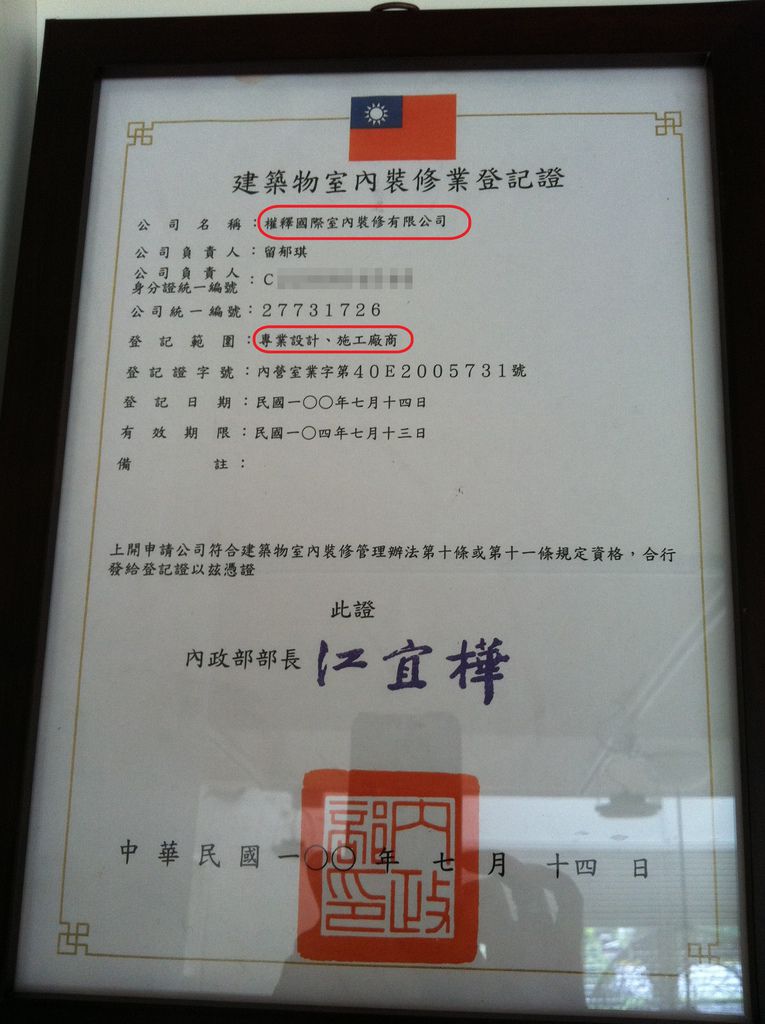 建築物室內裝修業登記證
公司名稱：權釋國際室內裝修有限公司
公司負責人：留郁琪
公司負責人
身分證統一編號：C
公司統一編號：27731726
登記範圍：專業設計、施工廠商
登記證字號：內營室業字第40E2005731號
登記日期：民國一〇〇年七月十四日
有效期限：民國一〇四年七月十三日
備註：
上開申請公司符合建築物室內裝修管理辦法第十條或第十一條規定資格，合行
發給登記證以茲憑證
此證
內政部部長 江宜樺
內政
部印
中華民國一〇〇年七月十四日